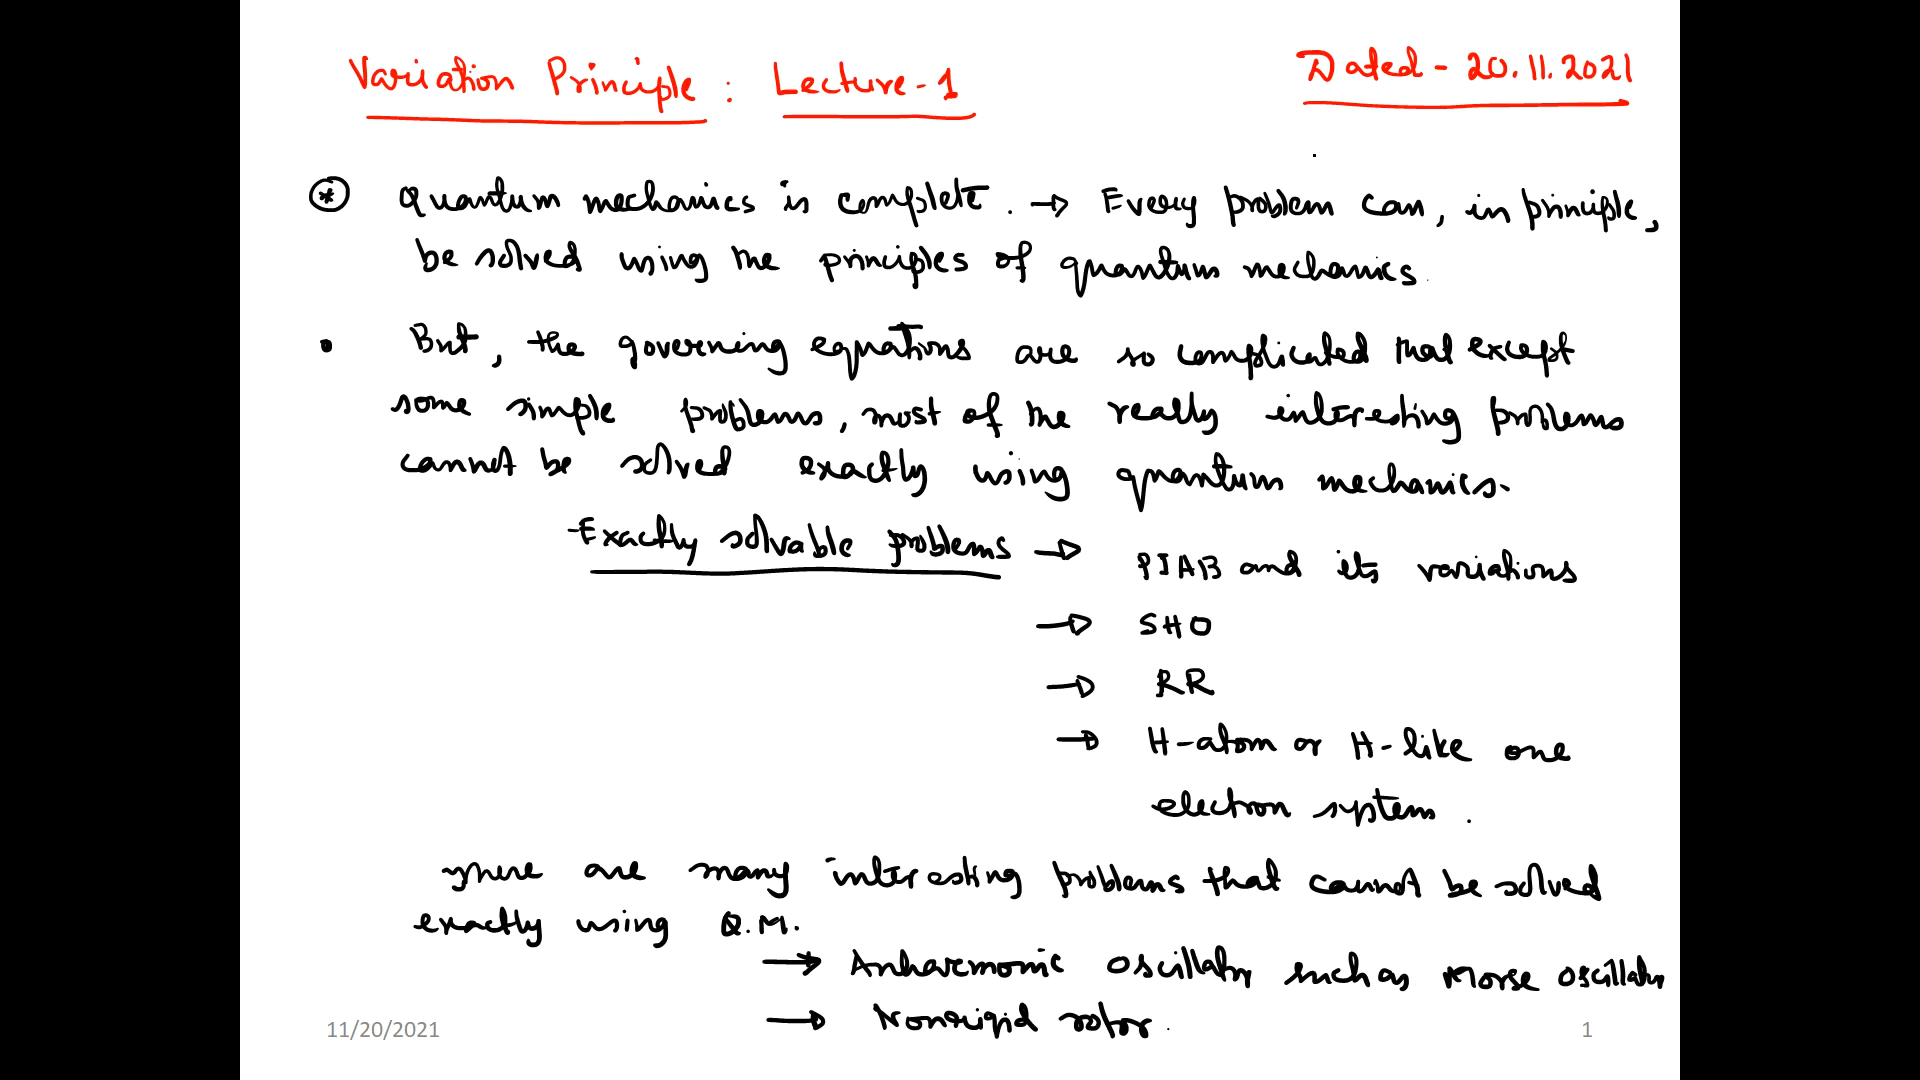 Variation Principle : Lecture-1 Dated - 20.11.2021
* Quantum mechanics is complete. → Every problem can, in principle,
be solved using the principles of quantum mechanics.
• But, the governing equations are so complicated that except
some simple problems, most of the really interesting problems
cannot be solved exactly using quantum mechanics.
Exactly solvable problems → PIAB and its variations
→ SHO
→ RR
→ H-atom or H-like one
electron system.
There are many interesting problems that cannot be solved
exactly using Q.M.
→ Anharmonic oscillator such as Morse oscillator
→ Nonrigid rotor.
11/20/2021 1